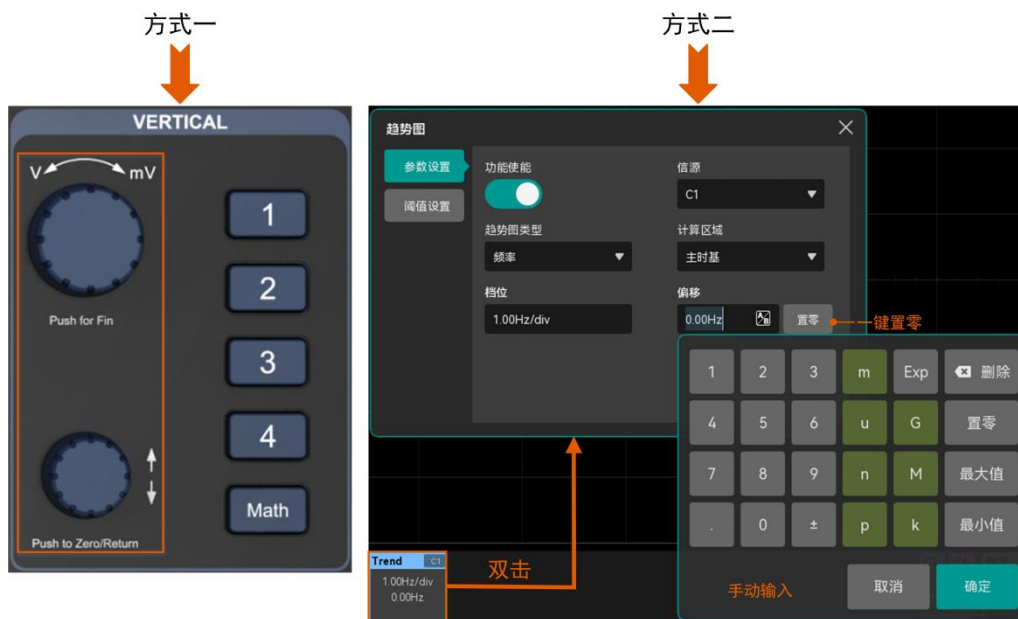 方式一
方式二
VERTICAL
V
mV
Push for Fin
Push to Zero/Return
1
2
3
4
Math
趋势图
参数设置
阈值设置
功能使能
信源
C1
趋势图类型
计算区域
频率
主时基
档位
偏移
1.00Hz/div
0.00Hz
A/B
置零
一键置零
1 2 3 m Exp 删除
4 5 6 u G 置零
7 8 9 n M 最大值
. 0 ± p k 最小值
手动输入
取消
确定
Trend C1
1.00Hz/div
0.00Hz
双击